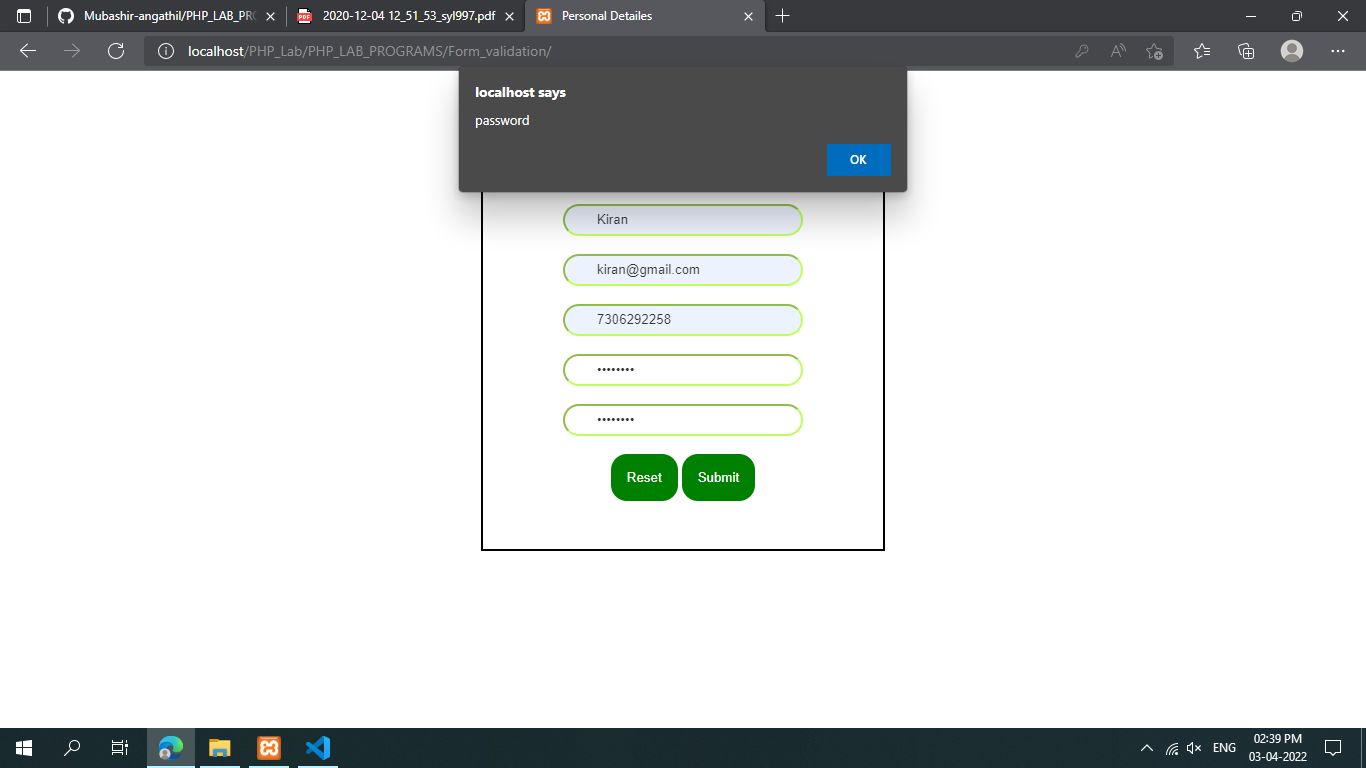 Mubashir-angathil/PHP_LAB_PRO
2020-12-04 12_51_53_syl997.pdf
Personal Detailes
localhost/PHP_Lab/PHP_LAB_PROGRAMS/Form_validation/
localhost says
password
OK
Kiran
kiran@gmail.com
7306292258
••••••••
••••••••
Reset Submit
ENG
02:39 PM
03-04-2022